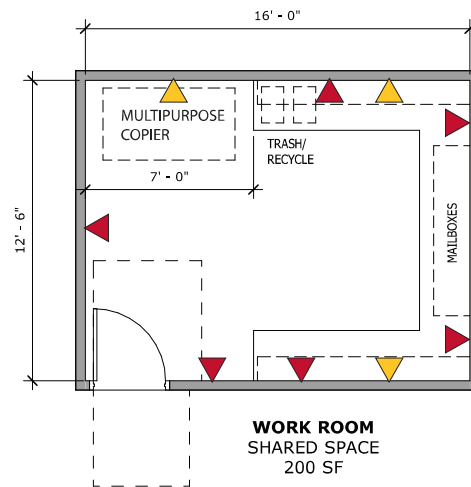 16' - 0"
MULTIPURPOSE
COPIER
TRASH/
RECYCLE
7' - 0"
12' - 6"
MAILBOXES
WORK ROOM
SHARED SPACE
200 SF